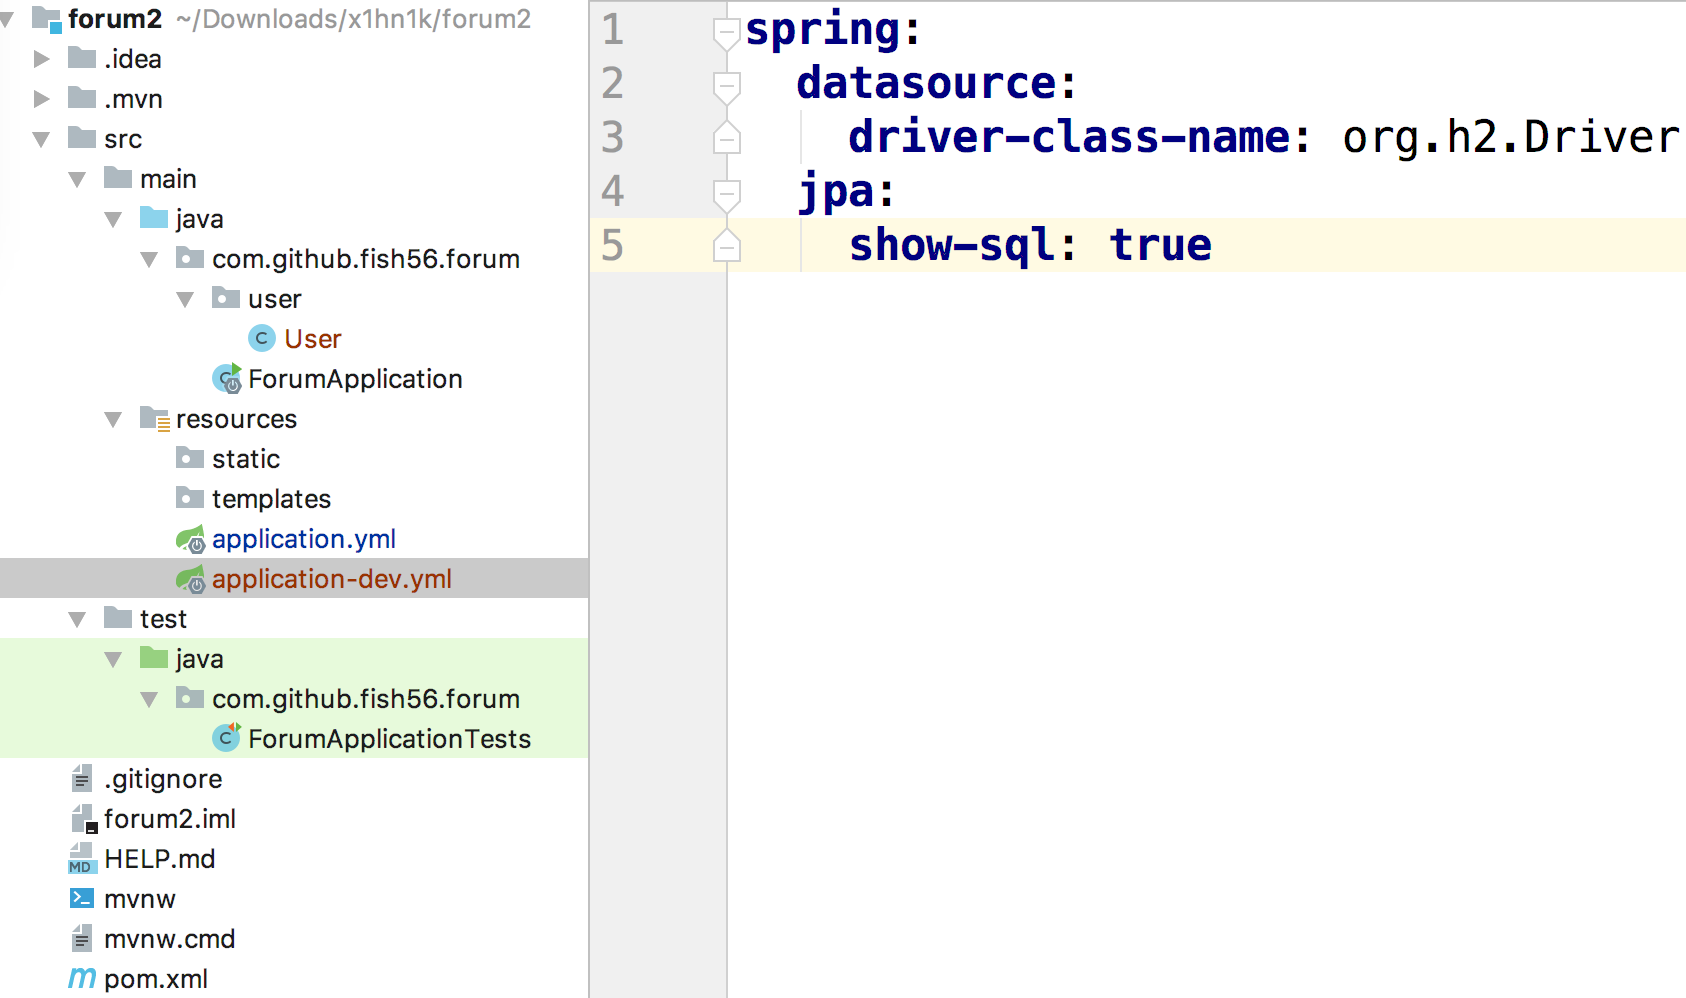 forum2 ~/Downloads/x1hn1k/forum2
.idea
.mvn
src
main
java
com.github.fish56.forum
user
C User
C ForumApplication
resources
static
templates
application.yml
application-dev.yml
test
java
com.github.fish56.forum
C ForumApplicationTests
.gitignore
forum2.iml
MD HELP.md
mvnw
mvnw.cmd
m pom.xml
1 spring:
2   datasource:
3     driver-class-name: org.h2.Driver
4   jpa:
5     show-sql: true